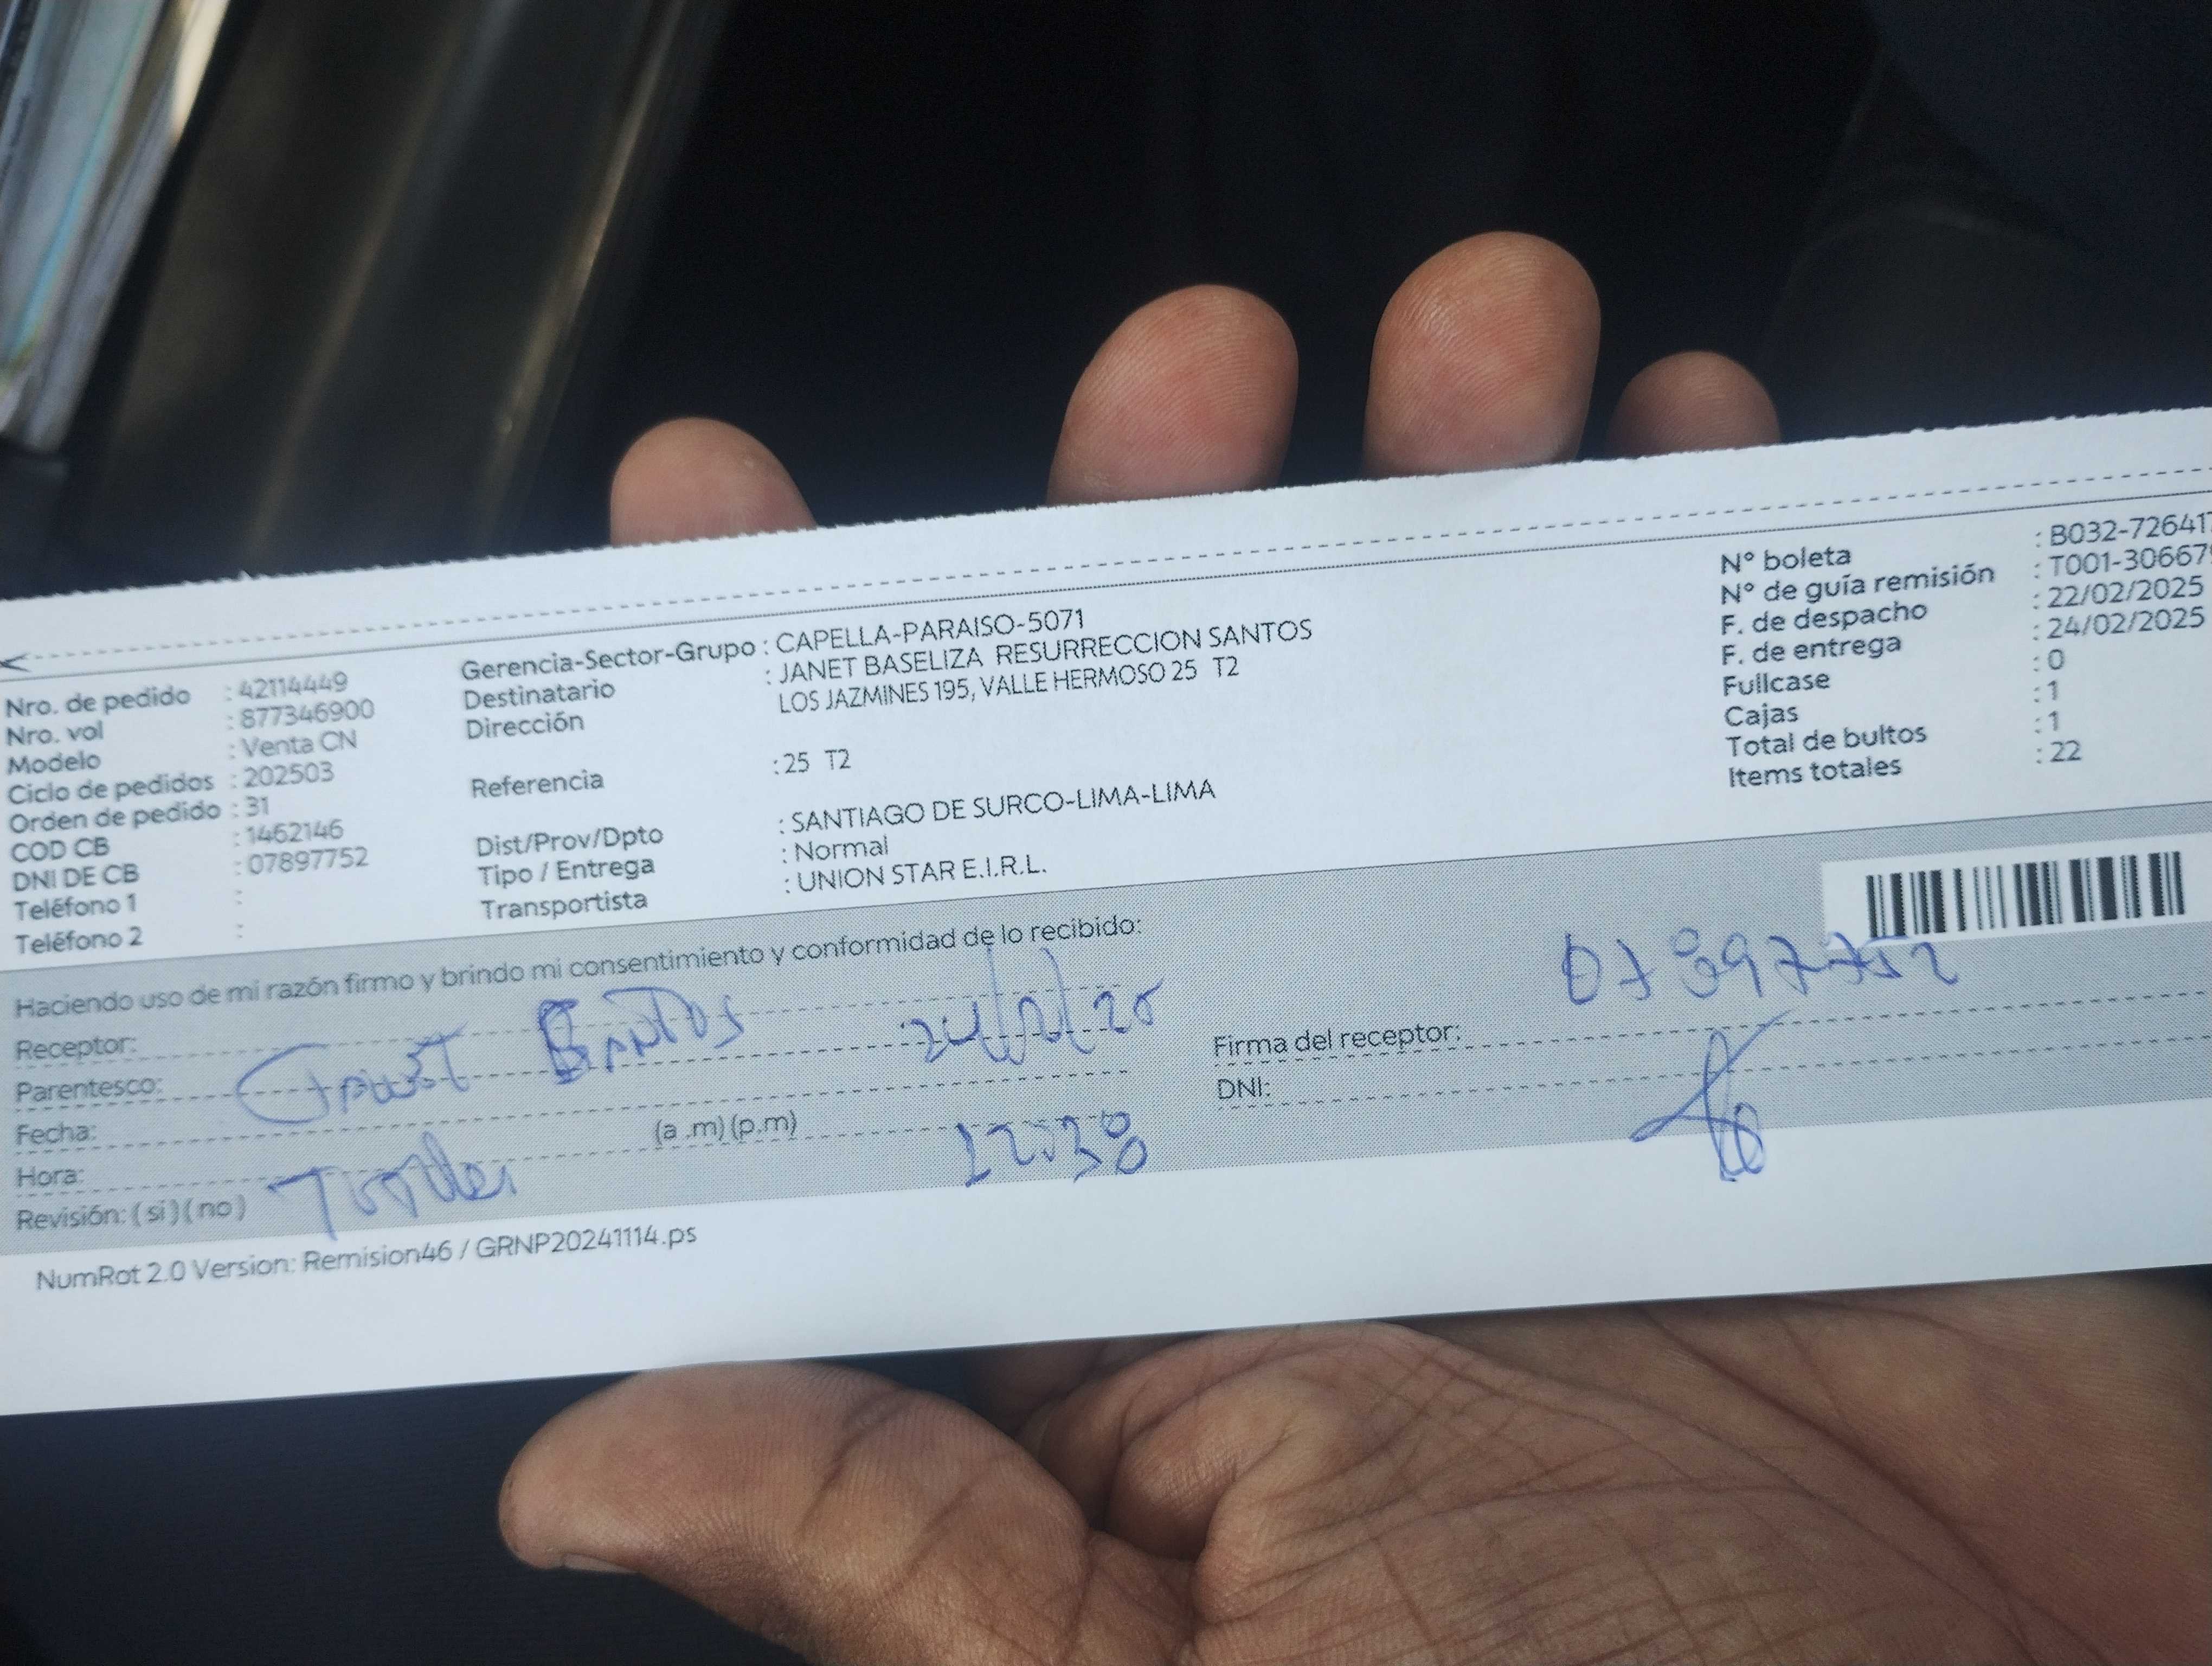 Nro. de pedido : 42114449
Nro. vol : 877346900
Modelo : Venta CN
Ciclo de pedidos : 202503
Orden de pedido : 31
COD CB : 1462146
DNI DE CB : 07897752
Teléfono 1 :
Teléfono 2 :
Gerencia-Sector-Grupo : CAPELLA-PARAISO-5071
Destinatario : JANET BASELIZA RESURRECCION SANTOS
Dirección LOS JAZMINES 195, VALLE HERMOSO 25 T2
Referencia : 25 T2
Dist/Prov/Dpto : SANTIAGO DE SURCO-LIMA-LIMA
Tipo / Entrega : Normal
Transportista : UNION STAR E.I.R.L.
N° boleta : B032-726417
N° de guía remisión : T001-30667
F. de despacho : 22/02/2025
F. de entrega : 24/02/2025
Fullcase : 0
Cajas : 1
Total de bultos : 1
Items totales : 22
Haciendo uso de mi razón firmo y brindo mi consentimiento y conformidad de lo recibido:
Receptor:
Parentesco: Santos
Fecha: (a .m) (p.m)
Hora: Titular 12:38
Revisión: ( si ) ( no )
07897752
Firma del receptor:
DNI:
NumRot 2.0 Version: Remision46 / GRNP20241114.ps